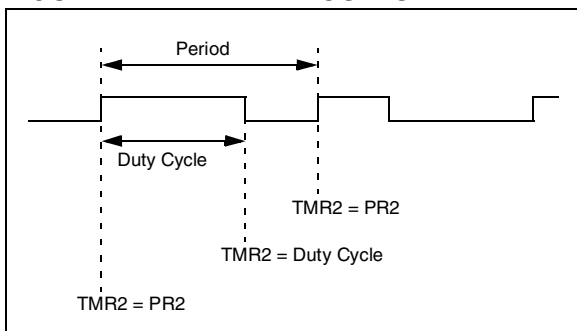 Period
Duty Cycle
TMR2 = PR2
TMR2 = Duty Cycle
TMR2 = PR2